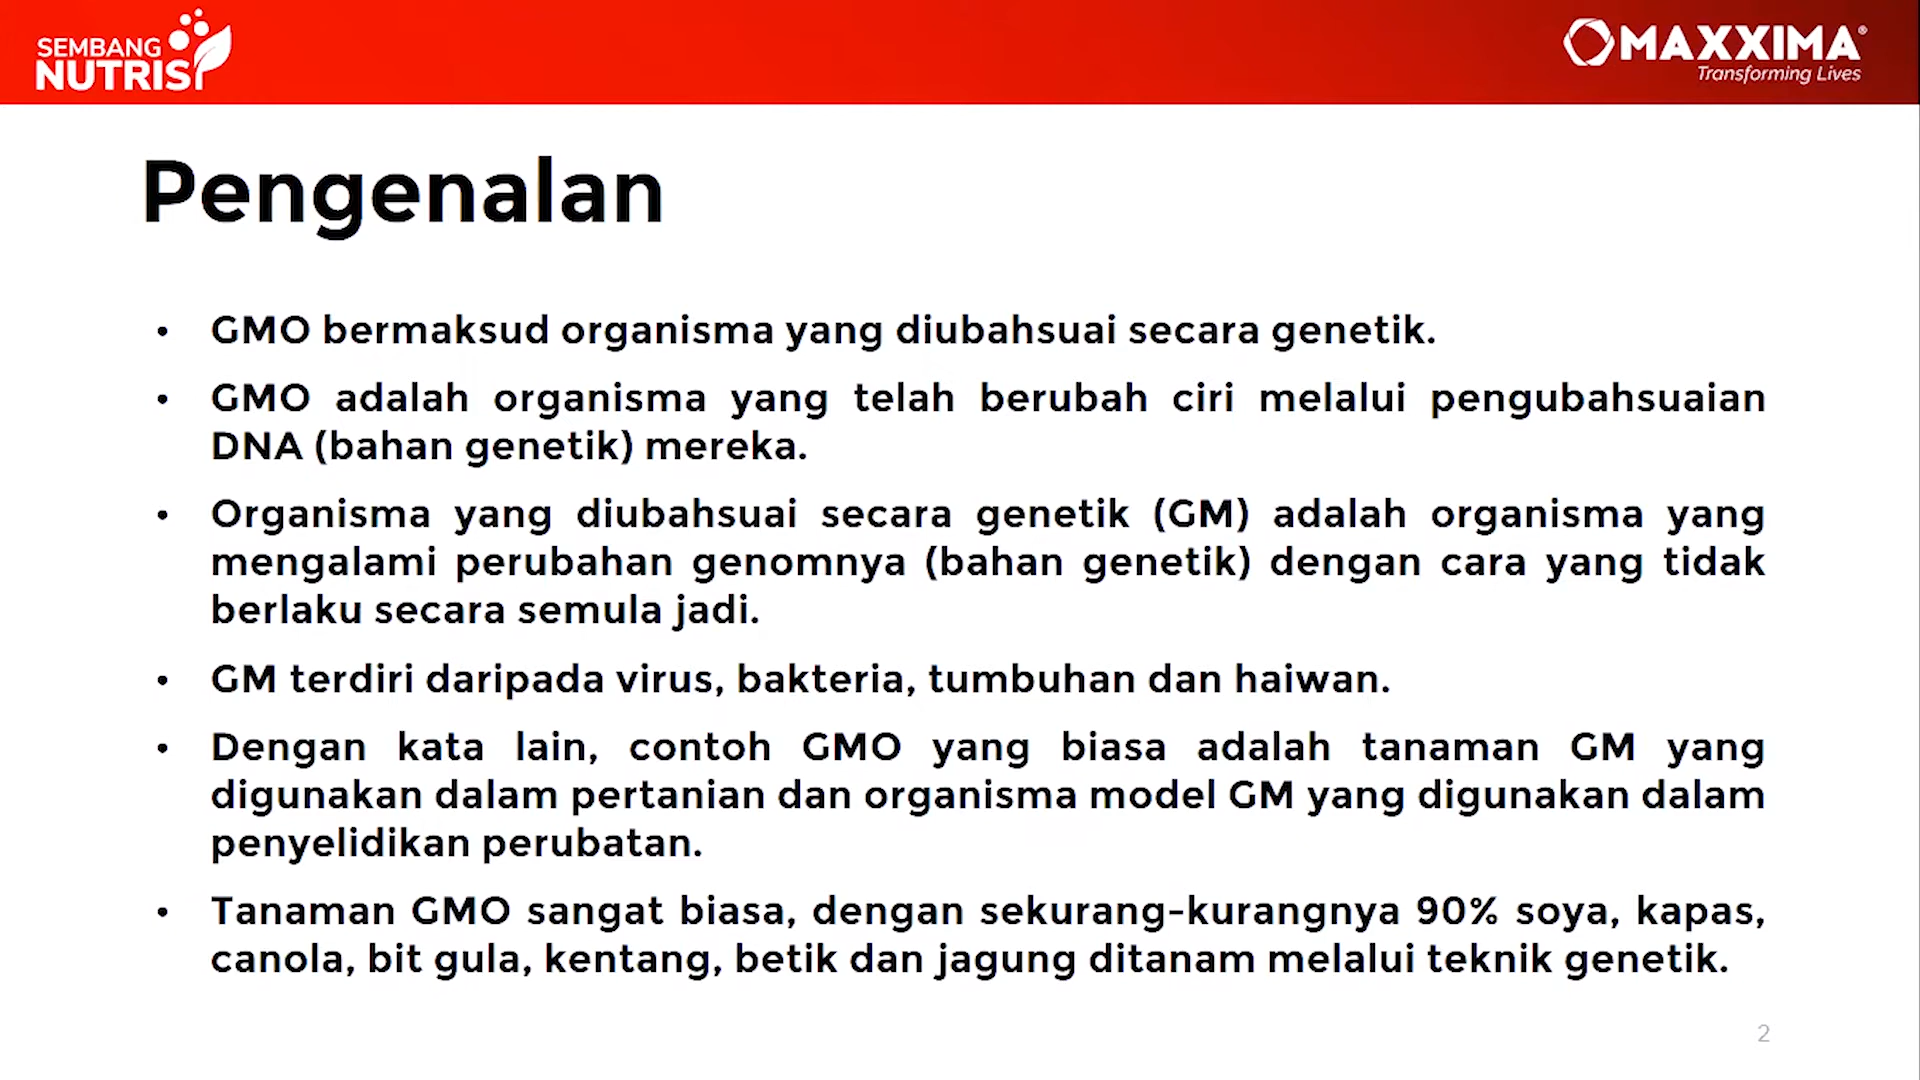 SEMBANG
NUTRISI
MAXXIMA®
Transforming Lives
Pengenalan
• GMO bermaksud organisma yang diubahsuai secara genetik.
• GMO adalah organisma yang telah berubah ciri melalui pengubahsuaian
DNA (bahan genetik) mereka.
• Organisma yang diubahsuai secara genetik (GM) adalah organisma yang
mengalami perubahan genomnya (bahan genetik) dengan cara yang tidak
berlaku secara semula jadi.
• GM terdiri daripada virus, bakteria, tumbuhan dan haiwan.
• Dengan kata lain, contoh GMO yang biasa adalah tanaman GM yang
digunakan dalam pertanian dan organisma model GM yang digunakan dalam
penyelidikan perubatan.
• Tanaman GMO sangat biasa, dengan sekurang-kurangnya 90% soya, kapas,
canola, bit gula, kentang, betik dan jagung ditanam melalui teknik genetik.
2